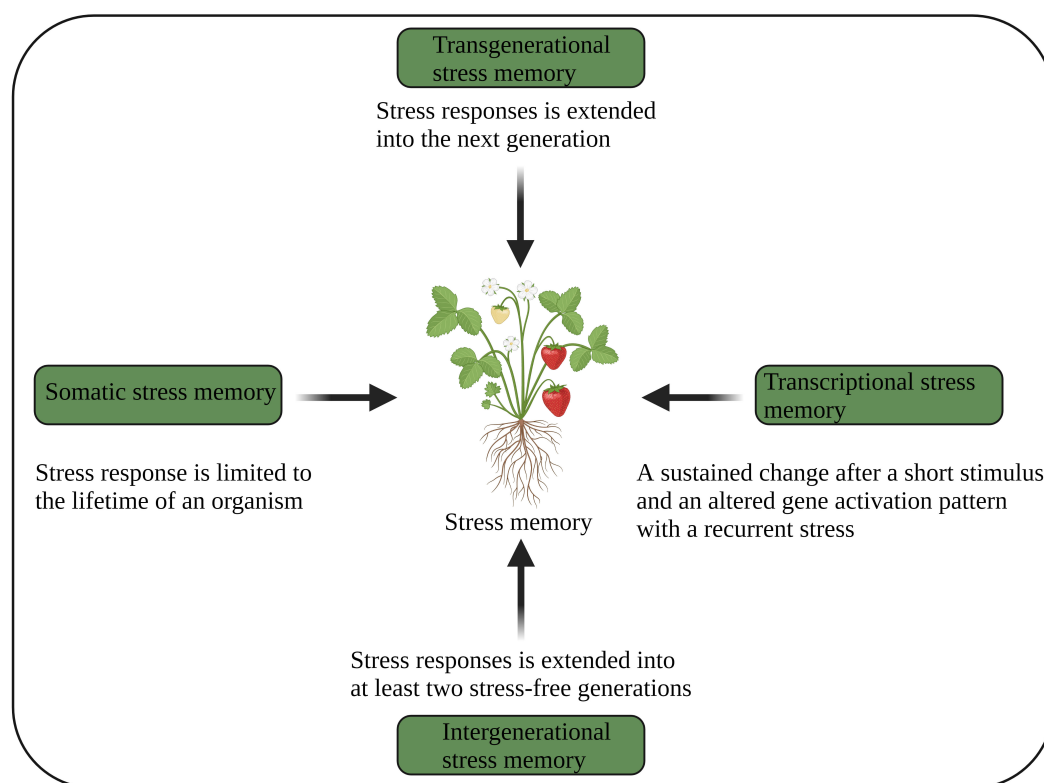 Transgenerational
stress memory
Stress responses is extended
into the next generation
Somatic stress memory
Stress response is limited to
the lifetime of an organism
Transcriptional stress
memory
A sustained change after a short stimulus
and an altered gene activation pattern
with a recurrent stress
Stress memory
Stress responses is extended into
at least two stress-free generations
Intergenerational
stress memory